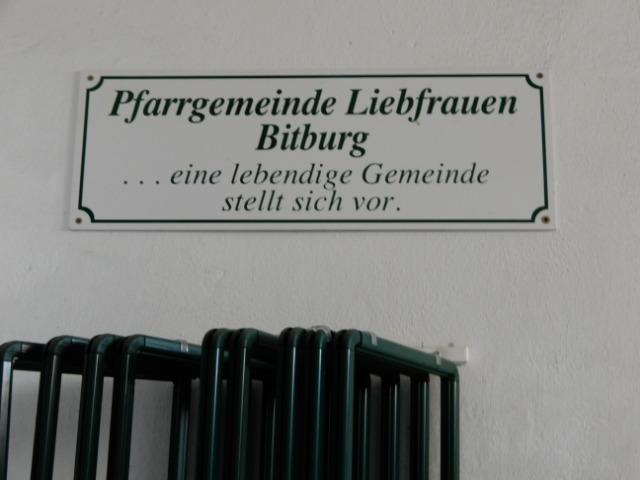 Pfarrgemeinde Liebfrauen
Bitburg
...eine lebendige Gemeinde
stellt sich vor.